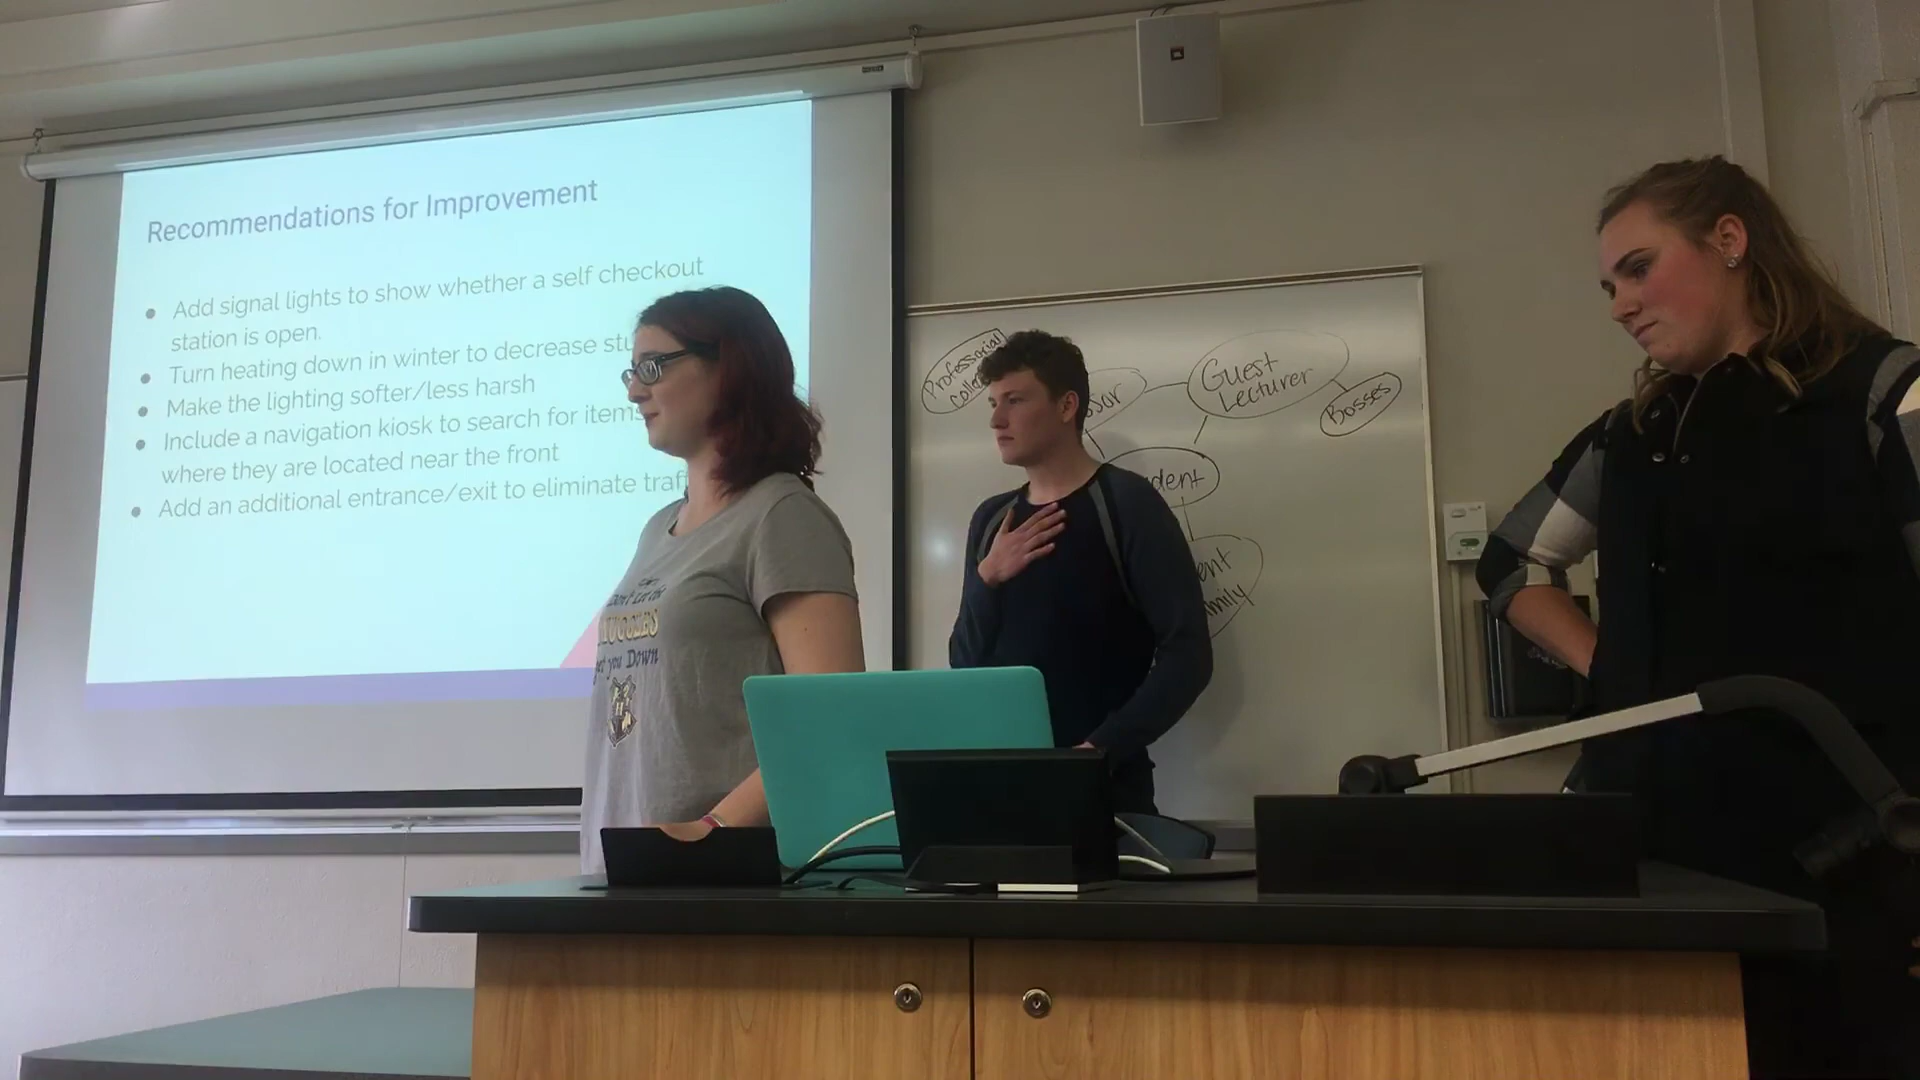 Recommendations for Improvement
Add signal lights to show whether a self checkout
station is open.
Turn heating down in winter to decrease
Make the lighting softer/less harsh
Include a navigation kiosk to search for items
where they are located near the front
Add an additional entrance/exit to eliminate
Professional
Guest
Lecturer
Bosses
Don't Let the
MUGGLES
get you Down
H